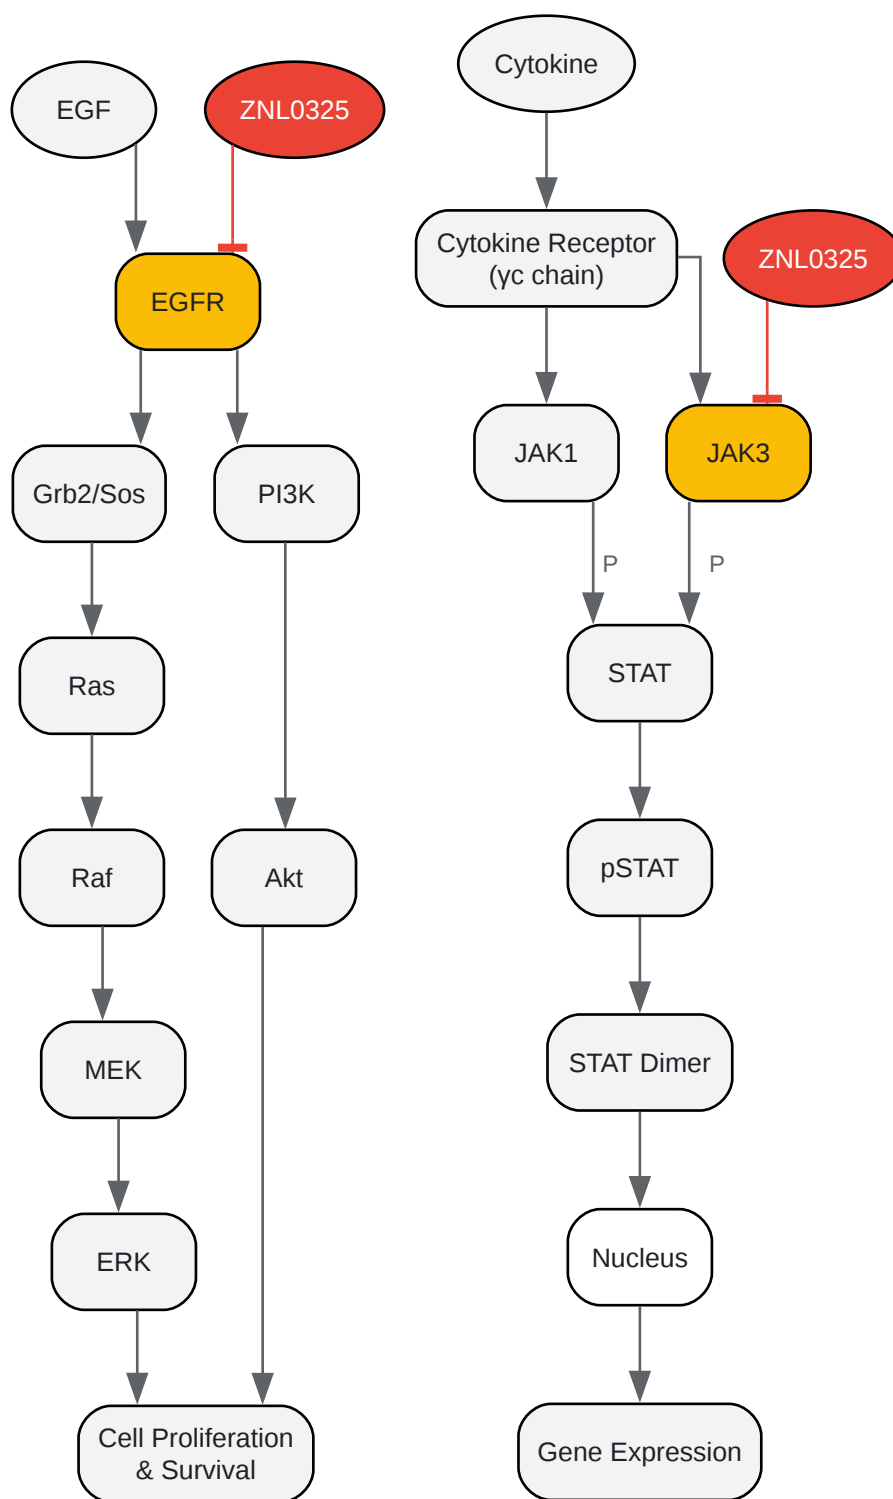 EGF
ZNL0325
EGFR
Grb2/Sos
PI3K
Ras
Raf
Akt
MEK
ERK
Cell Proliferation
& Survival
Cytokine
Cytokine Receptor
(γc chain)
ZNL0325
JAK1
JAK3
P
P
STAT
pSTAT
STAT Dimer
Nucleus
Gene Expression